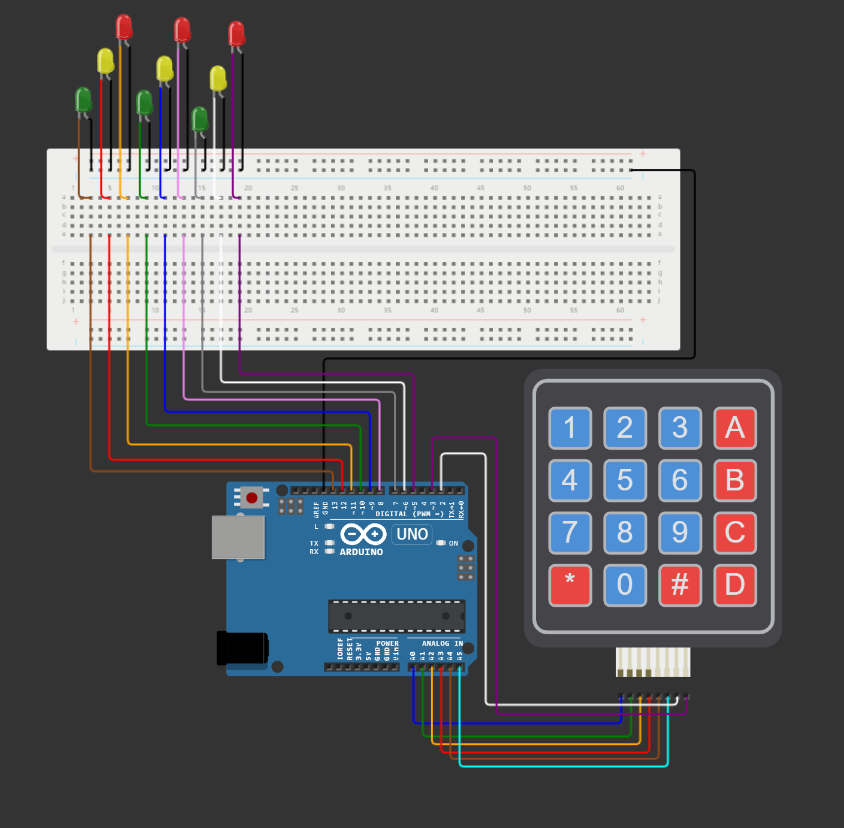 +
1 5 10 15 20 25 30 35 40 45 50 55 60
a a
b b
c c
d d
e e
f f
g g
h h
i i
j j
1 5 10 15 20 25 30 35 40 45 50 55 60
+ +
1 2 3 A
4 5 6 B
7 8 9 C
* 0 # D
AREF GND 13 12 ~11 ~10 ~9 8 7 ~6 ~5 4 ~3 2 TX→1 RX←0
DIGITAL (PWM ~)
L
UNO
TX
RX
ON
ARDUINO
POWER
ANALOG IN
IOREF RESET 3.3V 5V GND GND Vin A0 A1 A2 A3 A4 A5